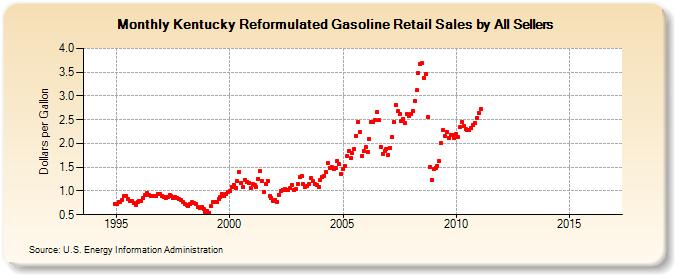 Monthly Kentucky Reformulated Gasoline Retail Sales by All Sellers
Dollars per Gallon
4.0
3.5
3.0
2.5
2.0
1.5
1.0
0.5
1995 2000 2005 2010 2015
Source: U.S. Energy Information Administration